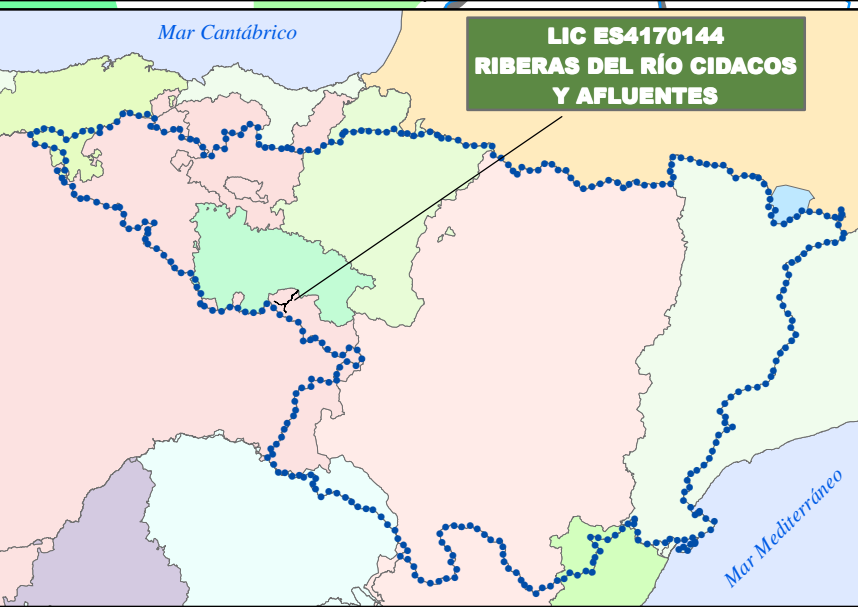 Mar Cantábrico
LIC ES4170144
RIBERAS DEL RÍO CIDACOS
Y AFLUENTES
Mar Mediterráneo